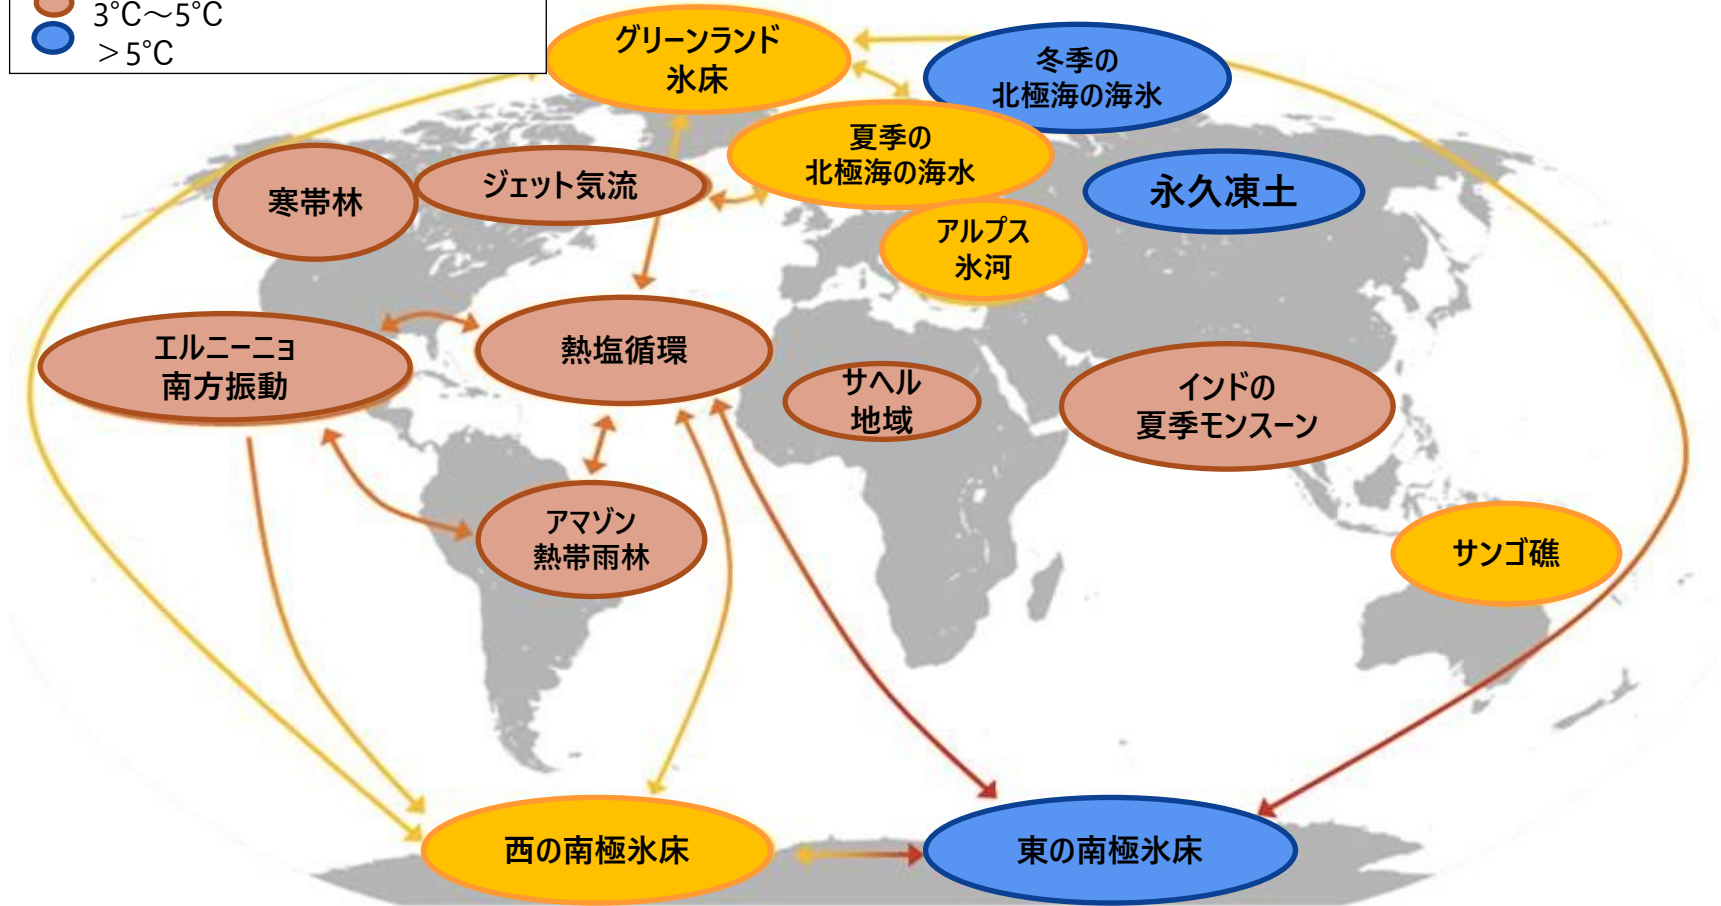 3℃～5℃
＞5℃
グリーンランド
氷床
冬季の
北極海の海氷
夏季の
北極海の海氷
寒帯林
ジェット気流
永久凍土
アルプス
氷河
エルニーニョ
南方振動
熱塩循環
サヘル
地域
インドの
夏季モンスーン
アマゾン
熱帯雨林
サンゴ礁
西の南極氷床
東の南極氷床